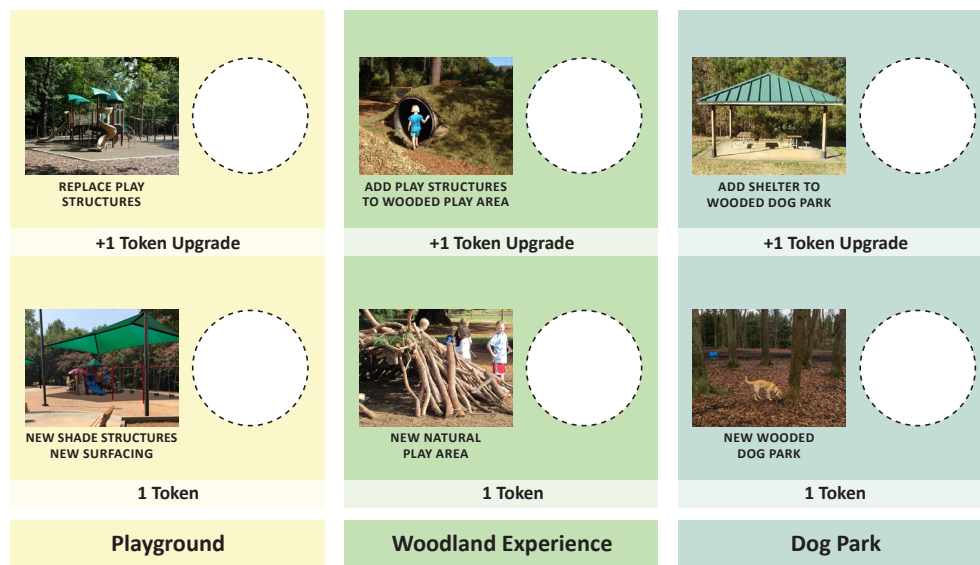 REPLACE PLAY
STRUCTURES
ADD PLAY STRUCTURES
TO WOODED PLAY AREA
ADD SHELTER TO
WOODED DOG PARK
+1 Token Upgrade
+1 Token Upgrade
+1 Token Upgrade
NEW SHADE STRUCTURES
NEW SURFACING
NEW NATURAL
PLAY AREA
NEW WOODED
DOG PARK
1 Token
1 Token
1 Token
Playground
Woodland Experience
Dog Park